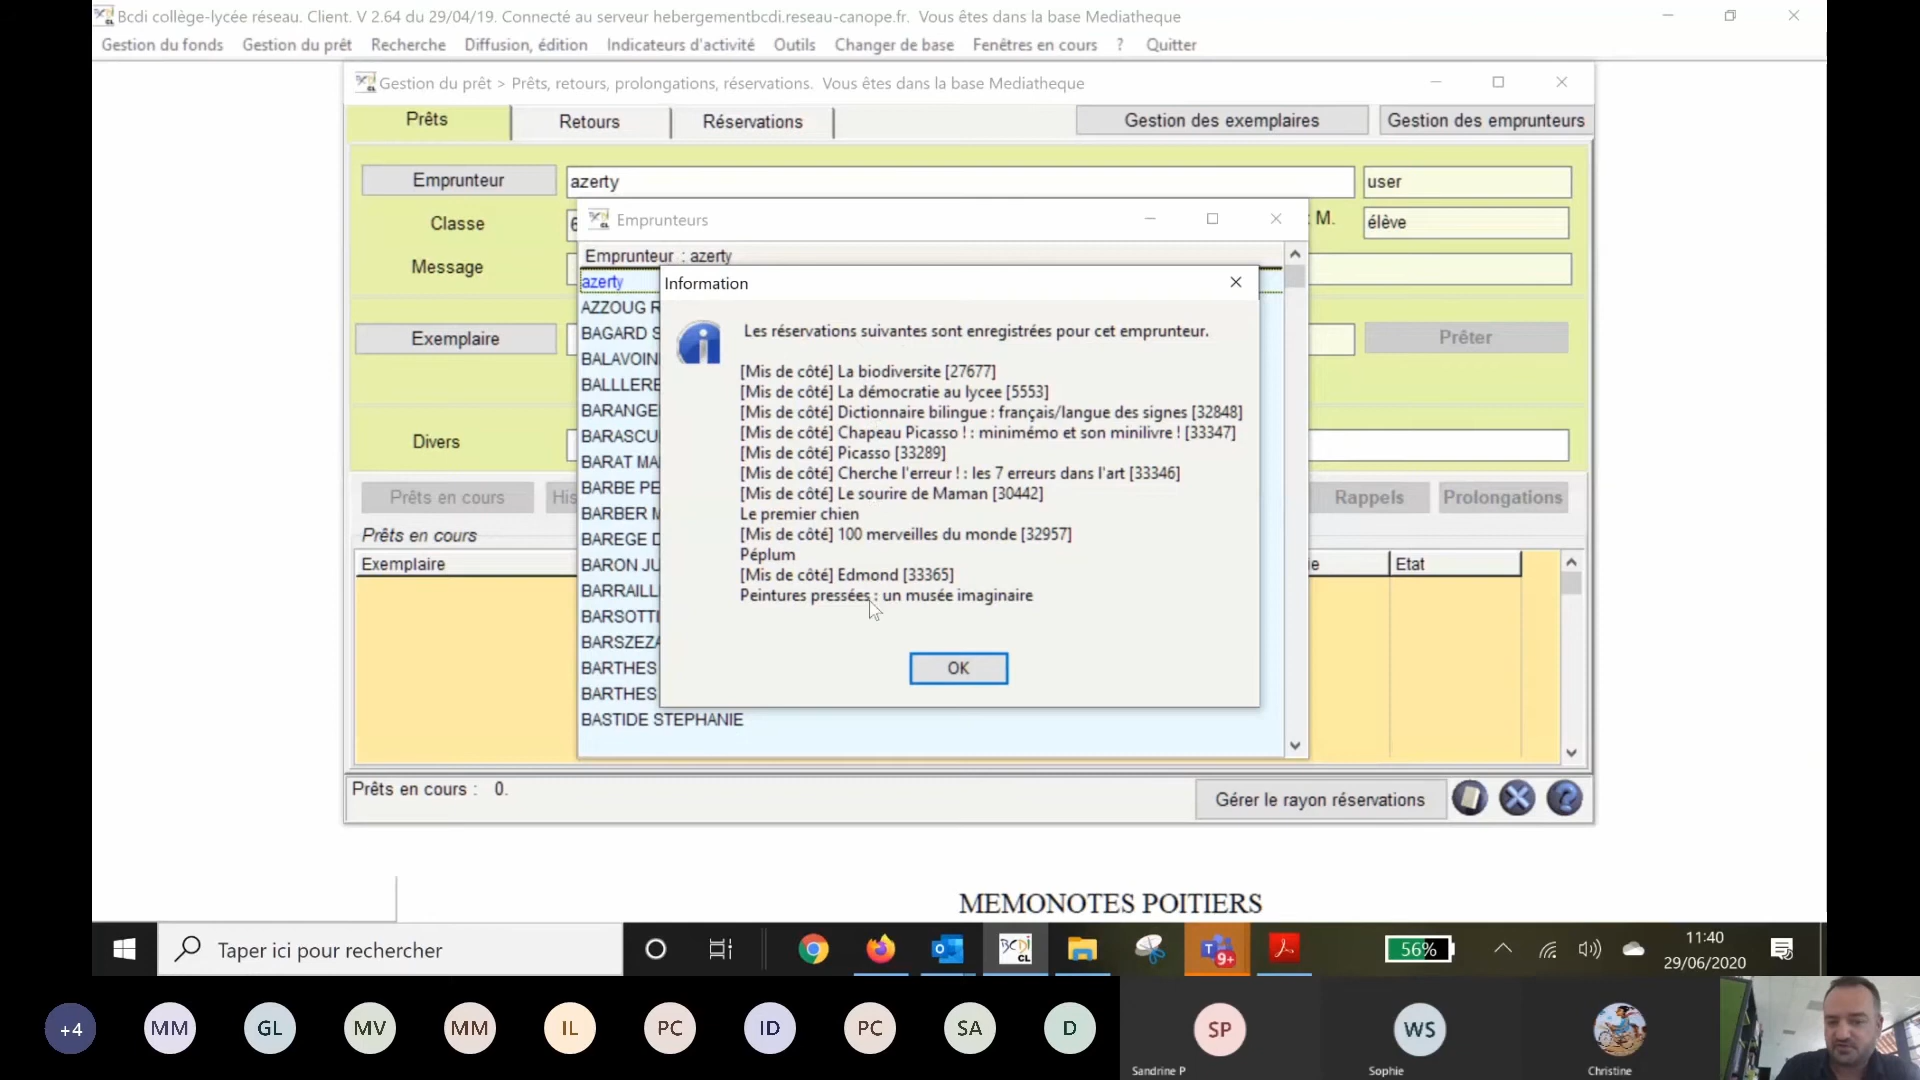 Bcdi collège-lycée réseau. Client. V 2.64 du 29/04/19. Connecté au serveur hebergementbcdi.reseau-canope.fr. Vous êtes dans la base Mediatheque
Gestion du fonds Gestion du prêt Recherche Diffusion, édition Indicateurs d'activité Outils Changer de base Fenêtres en cours ? Quitter
Gestion du prêt > Prêts, retours, prolongations, réservations. Vous êtes dans la base Mediatheque
Prêts Retours Réservations Gestion des exemplaires Gestion des emprunteurs
Emprunteur azerty user
Classe 6 M. élève
Message
Emprunteurs
Emprunteur : azerty
azerty
AZZOUG R
BAGARD S
BALAVOIN
BALLLERE
BARANGE
BARASCU
BARAT MA
BARBE PE
BARBER M
BAREGE D
BARON JU
BARRAILL
BARSOTTI
BARSZEZA
BARTHES
BARTHES
BASTIDE STEPHANIE
Information
Les réservations suivantes sont enregistrées pour cet emprunteur.
[Mis de côté] La biodiversite [27677]
[Mis de côté] La démocratie au lycee [5553]
[Mis de côté] Dictionnaire bilingue : français/langue des signes [32848]
[Mis de côté] Chapeau Picasso ! : minimémo et son minilivre ! [33347]
[Mis de côté] Picasso [33289]
[Mis de côté] Cherche l'erreur ! : les 7 erreurs dans l'art [33346]
[Mis de côté] Le sourire de Maman [30442]
Le premier chien
[Mis de côté] 100 merveilles du monde [32957]
Péplum
[Mis de côté] Edmond [33365]
Peintures pressées : un musée imaginaire
OK
Exemplaire Prêter
Divers
Prêts en cours His Rappels Prolongations
Prêts en cours
Exemplaire e Etat
Prêts en cours : 0.
Gérer le rayon réservations
MEMONOTES POITIERS
Taper ici pour rechercher
BCDI CL
T 9+
56%
11:40
29/06/2020
+4 MM GL MV MM IL PC ID PC SA D SP WS
Sandrine P Sophie Christine